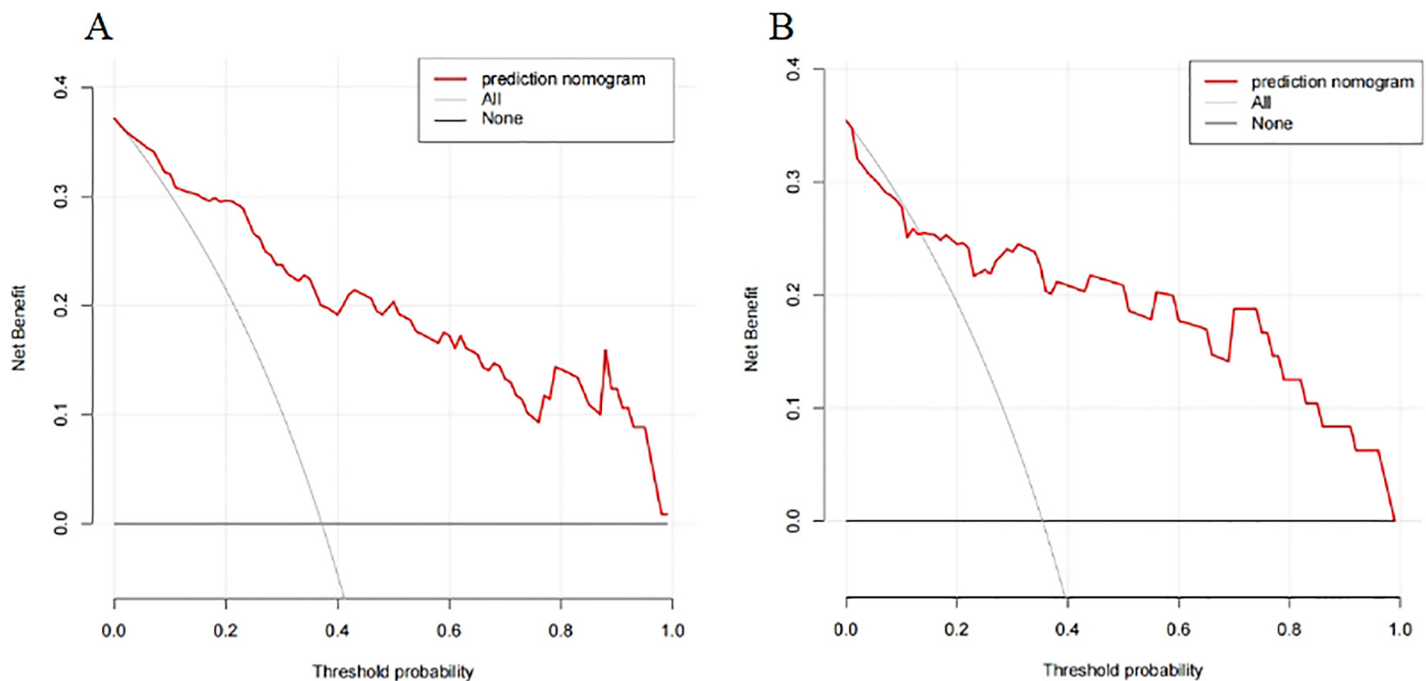 A
prediction nomogram
All
None
0.4
0.3
0.2
0.1
0.0
Net Benefit
0.0 0.2 0.4 0.6 0.8 1.0
Threshold probability
B
prediction nomogram
All
None
0.4
0.3
0.2
0.1
0.0
Net Benefit
0.0 0.2 0.4 0.6 0.8 1.0
Threshold probability